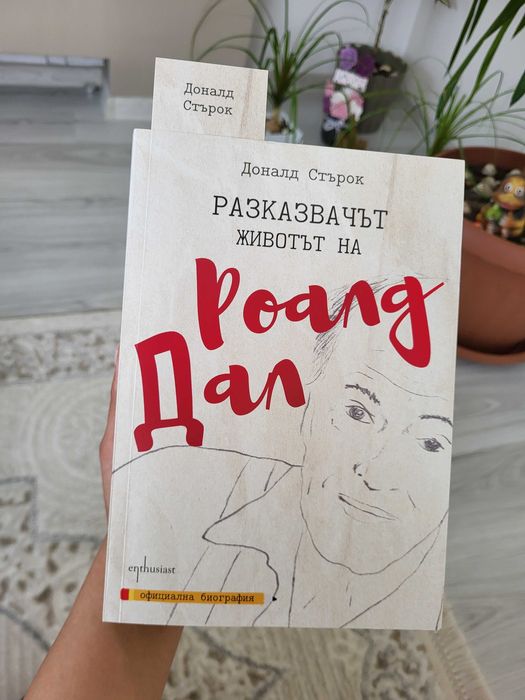 Доналд
Стърок
Доналд Стърок
РАЗКАЗВАЧЪТ
ЖИВОТЪТ НА
Роалд
Дал
enthusiast
официална биография